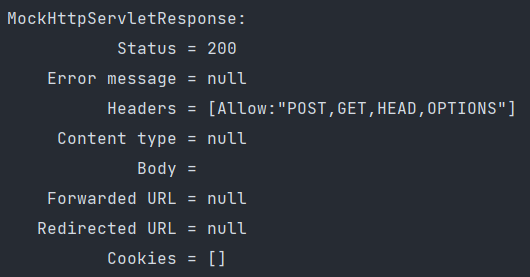 MockHttpServletResponse:
Status = 200
Error message = null
Headers = [Allow:"POST,GET,HEAD,OPTIONS"]
Content type = null
Body =
Forwarded URL = null
Redirected URL = null
Cookies = []